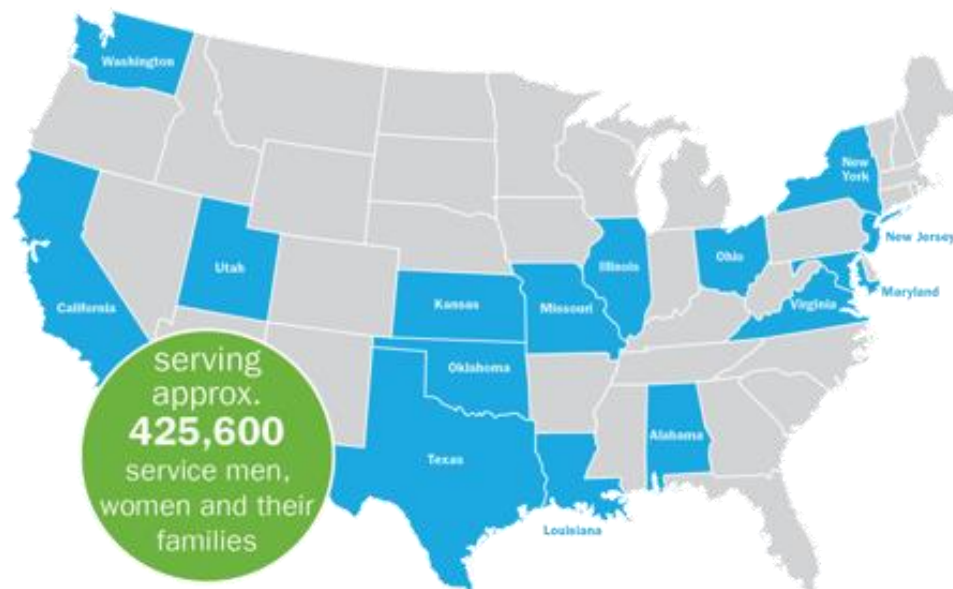 Washington
New
York
New Jersey
Utah
Illinois
Ohio
California
Kansas
Missouri
Virginia
Maryland
serving
approx.
425,600
service men,
women and their
families
Oklahoma
Alabama
Texas
Louisiana